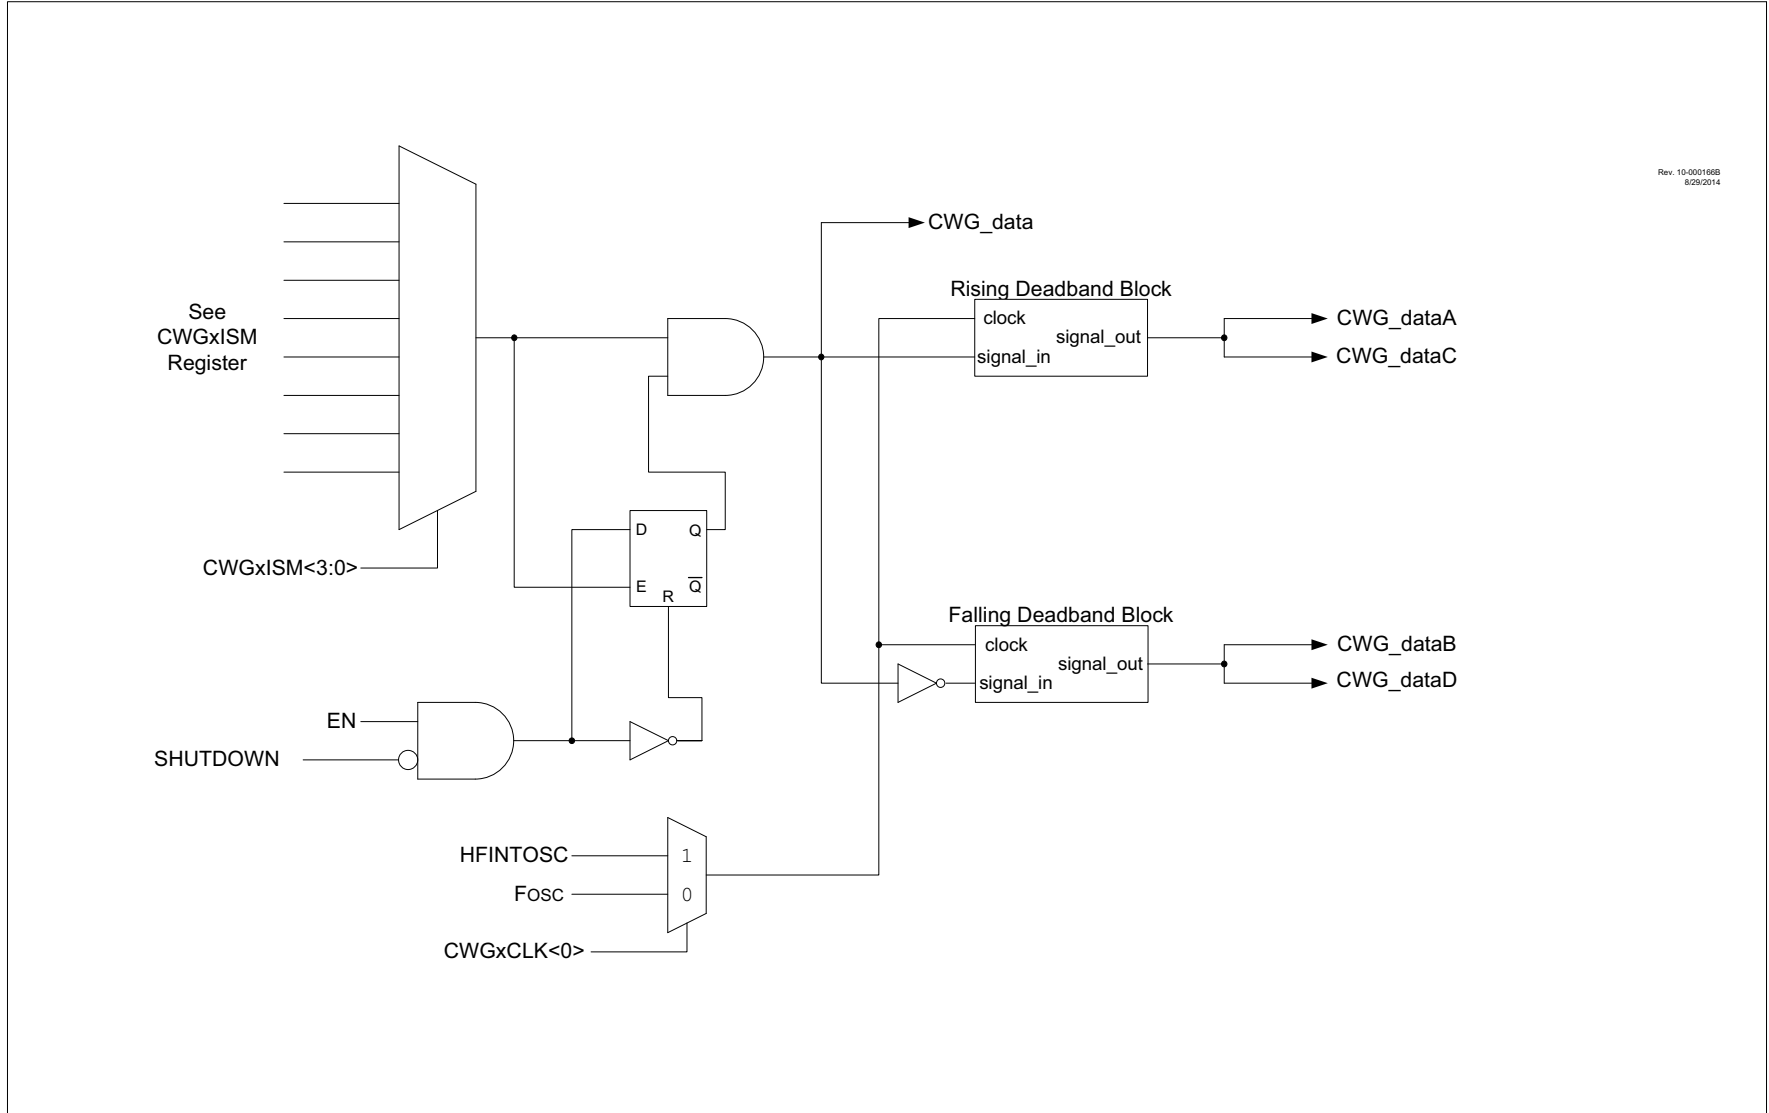 Rev. 10-000166B
8/29/2014
CWG_data
Rising Deadband Block
clock
signal_out
signal_in
CWG_dataA
CWG_dataC
See
CWGxISM
Register
D
Q
E
R
Q̅
CWGxISM<3:0>
Falling Deadband Block
clock
signal_out
signal_in
CWG_dataB
CWG_dataD
EN
SHUTDOWN
HFINTOSC
1
FOSC
0
CWGxCLK<0>